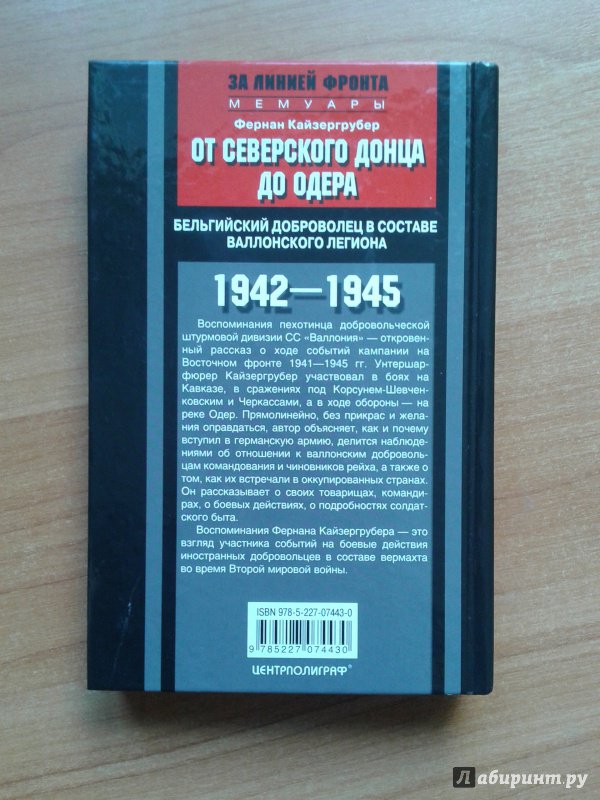 ЗА ЛИНИЕЙ ФРОНТА
МЕМУАРЫ
Фернан Кайзергрубер
ОТ СЕВЕРСКОГО ДОНЦА
ДО ОДЕРА
БЕЛЬГИЙСКИЙ ДОБРОВОЛЕЦ В СОСТАВЕ
ВАЛЛОНСКОГО ЛЕГИОНА
1942—1945
Воспоминания пехотинца добровольческой
штурмовой дивизии СС «Валлония» — откровен-
ный рассказ о ходе событий кампании на
Восточном фронте 1941—1945 гг. Унтершар-
фюрер Кайзергрубер участвовал в боях на
Кавказе, в сражениях под Корсунем-Шевчен-
ковским и Черкассами, а в ходе обороны — на
реке Одер. Прямолинейно, без прикрас и жела-
ния оправдаться, автор объясняет, как и почему
вступил в германскую армию, делится наблюде-
ниями об отношении к валлонским доброволь-
цам командования и чиновников рейха, а также о
том, как их встречали в оккупированных странах.
Он рассказывает о своих товарищах, команди-
рах, о боевых действиях, о подробностях солдат-
ского быта.
Воспоминания Фернана Кайзергрубера — это
взгляд участника событий на боевые действия
иностранных добровольцев в составе вермахта
во время Второй мировой войны.
ISBN 978-5-227-07443-0
9 785227 074430
ЦЕНТРПОЛИГРАФ®
Лабиринт.ру